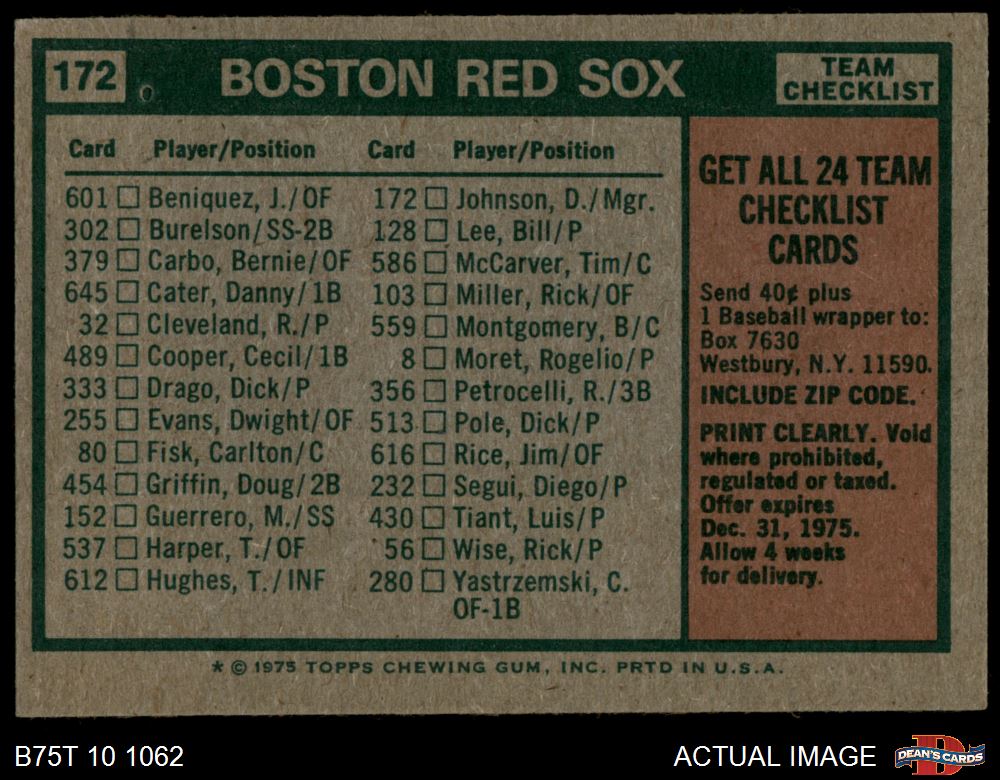 172 BOSTON RED SOX TEAM CHECKLIST
Card Player/Position
601 Beniquez, J./OF
302 Burelson/SS-2B
379 Carbo, Bernie/OF
645 Cater, Danny/1B
32 Cleveland, R./P
489 Cooper, Cecil/1B
333 Drago, Dick/P
255 Evans, Dwight/OF
80 Fisk, Carlton/C
454 Griffin, Doug/2B
152 Guerrero, M./SS
537 Harper, T./OF
612 Hughes, T./INF
Card Player/Position
172 Johnson, D./Mgr.
128 Lee, Bill/P
586 McCarver, Tim/C
103 Miller, Rick/OF
559 Montgomery, B/C
8 Moret, Rogelio/P
356 Petrocelli, R./3B
513 Pole, Dick/P
616 Rice, Jim/OF
232 Segui, Diego/P
430 Tiant, Luis/P
56 Wise, Rick/P
280 Yastrzemski, C.
OF-1B
GET ALL 24 TEAM
CHECKLIST
CARDS
Send 40¢ plus
1 Baseball wrapper to:
Box 7630
Westbury, N.Y. 11590.
INCLUDE ZIP CODE.
PRINT CLEARLY. Void
where prohibited,
regulated or taxed.
Offer expires
Dec. 31, 1975.
Allow 4 weeks
for delivery.
* © 1975 TOPPS CHEWING GUM, INC. PRTD IN U.S.A.
B75T 10 1062
ACTUAL IMAGE
DEAN'S CARDS